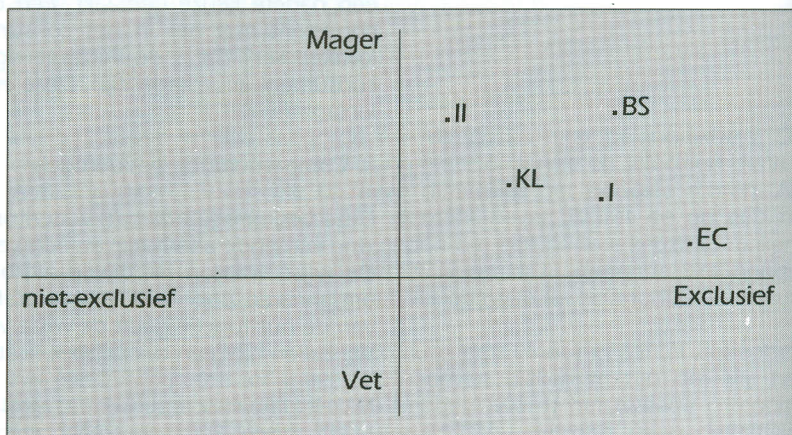 Mager
.II
.BS
.KL
.I
.EC
niet-exclusief
Exclusief
Vet